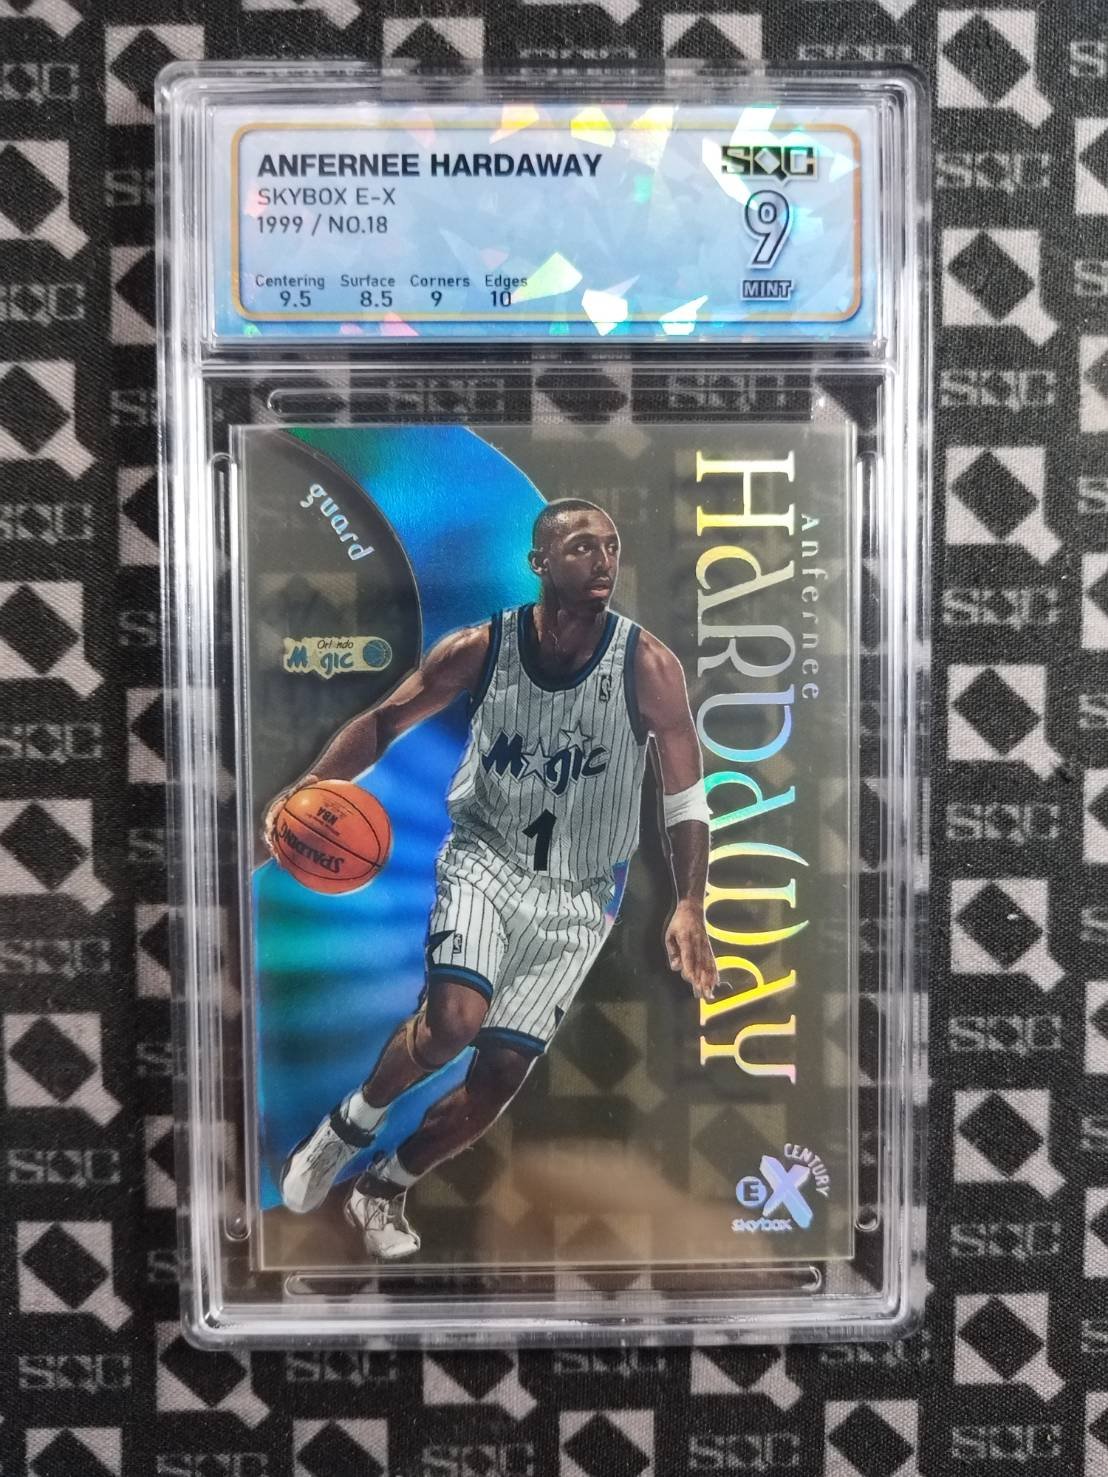 ANFERNEE HARDAWAY
SKYBOX E-X
1999 / NO.18
Centering Surface Corners Edges
9.5 8.5 9 10
SQC
9
MINT
guard
Orlando
Magic
Anfernee
HARDAWAY
Magic
1
SPALDING
NBA
E X CENTURY
skybox